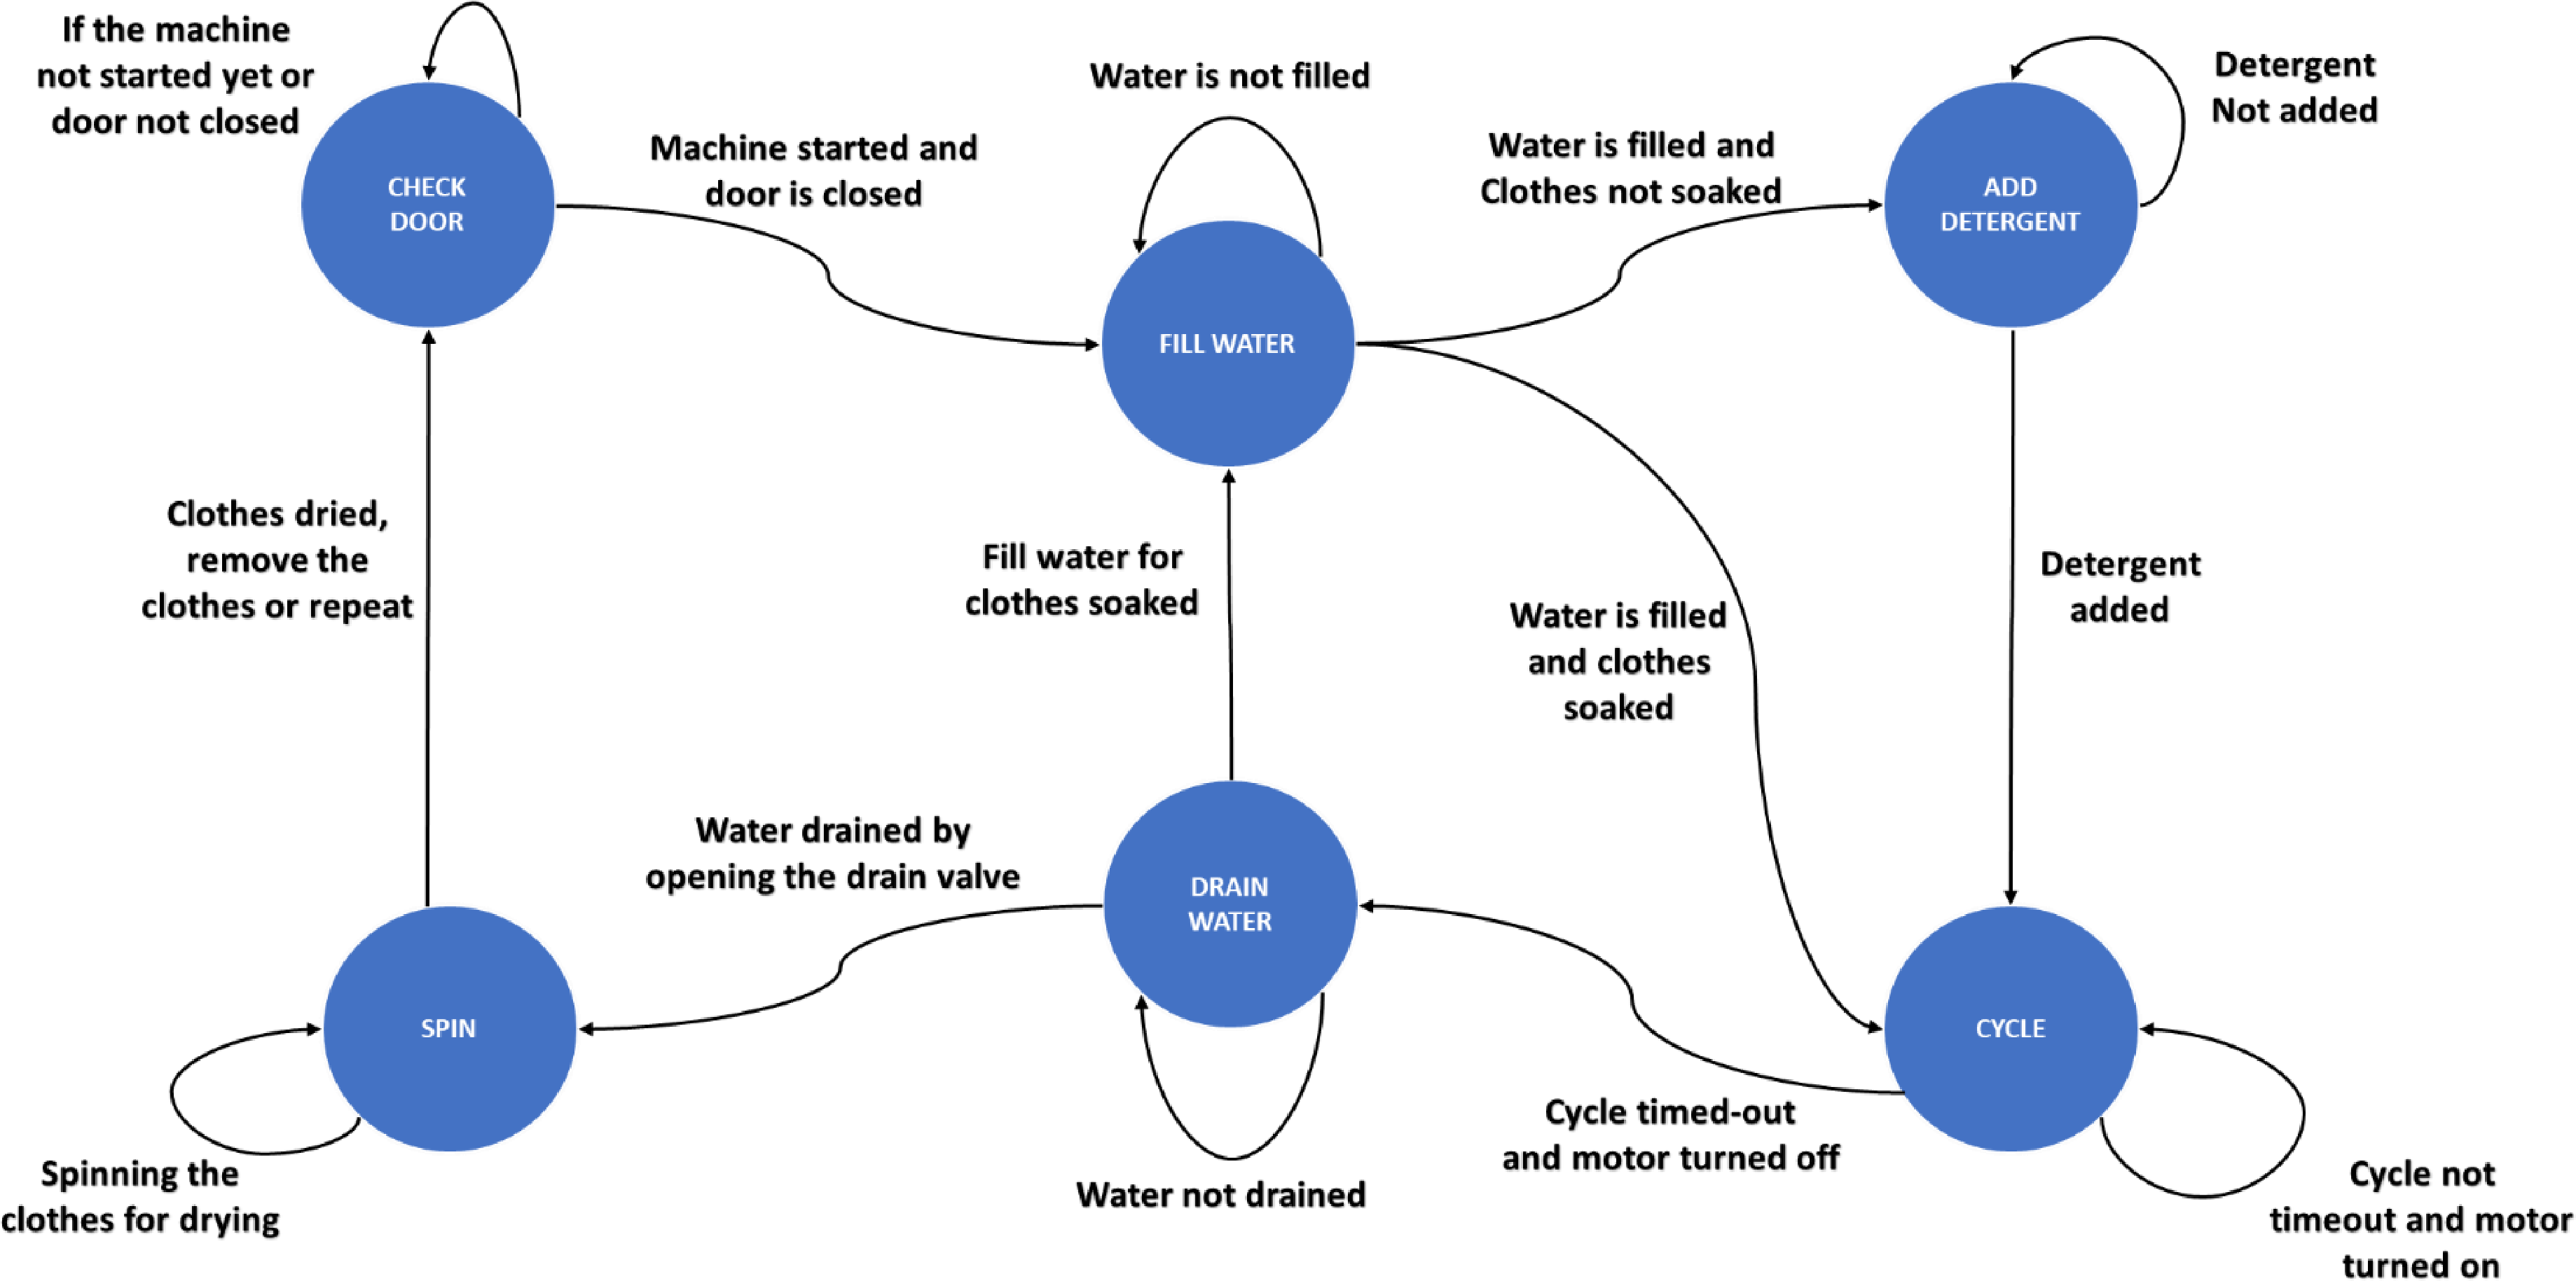 If the machine
not started yet or
door not closed
Water is not filled
Detergent
Not added
Machine started and
door is closed
Water is filled and
Clothes not soaked
CHECK
DOOR
ADD
DETERGENT
FILL WATER
Clothes dried,
remove the
clothes or repeat
Fill water for
clothes soaked
Water is filled
and clothes
soaked
Detergent
added
Water drained by
opening the drain valve
DRAIN
WATER
SPIN
CYCLE
Cycle timed-out
and motor turned off
Water not drained
Spinning the
clothes for drying
Cycle not
timeout and motor
turned on